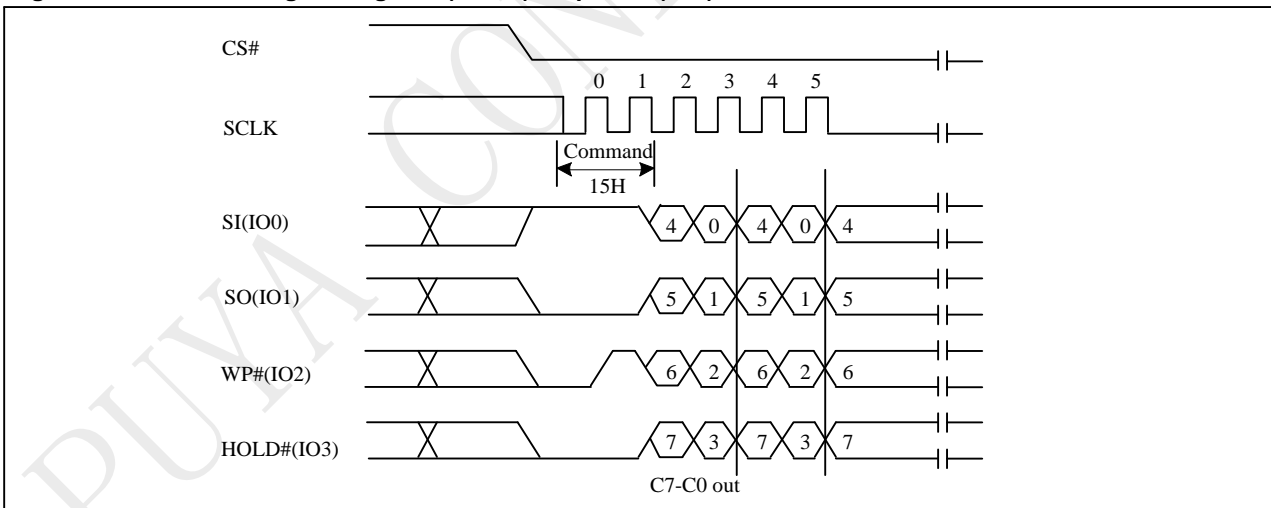 CS#
0 1 2 3 4 5
SCLK
Command
15H
SI(IO0) 4 0 4 0 4
SO(IO1) 5 1 5 1 5
WP#(IO2) 6 2 6 2 6
HOLD#(IO3) 7 3 7 3 7
C7-C0 out
PUYA CON